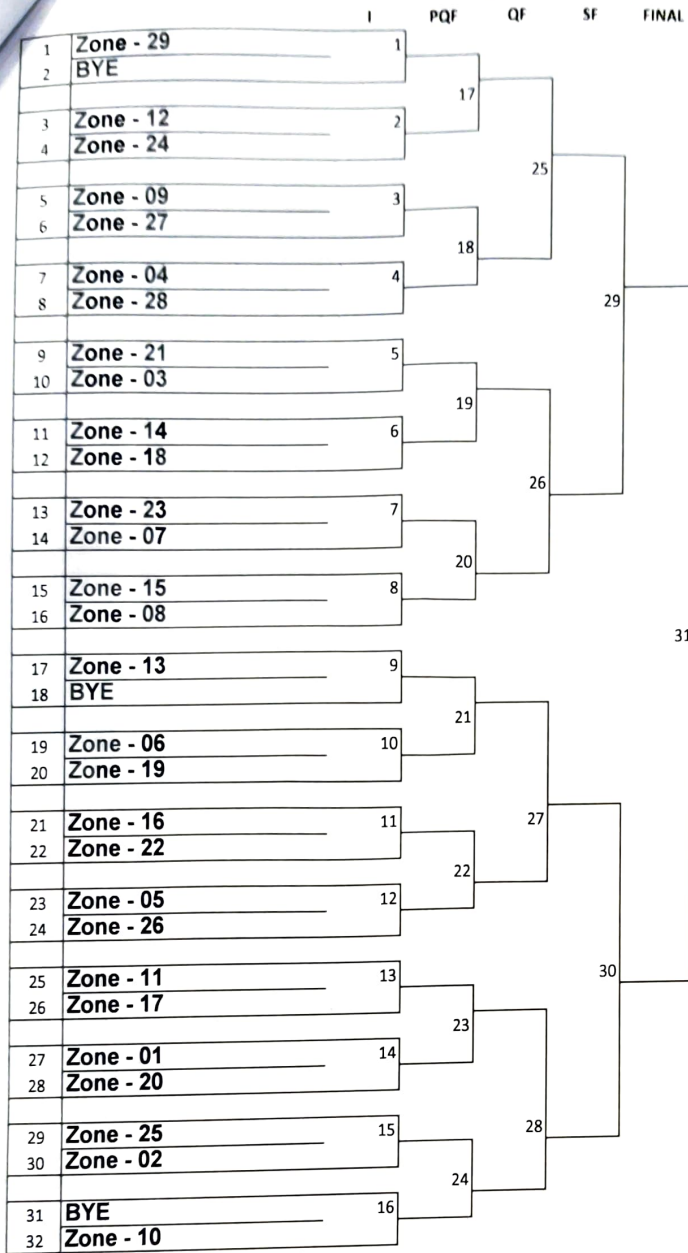 I PQF QF SF FINAL
1 Zone - 29 1
2 BYE
17
3 Zone - 12 2
4 Zone - 24
25
5 Zone - 09 3
6 Zone - 27
18
7 Zone - 04 4
8 Zone - 28
29
9 Zone - 21 5
10 Zone - 03
19
11 Zone - 14 6
12 Zone - 18
26
13 Zone - 23 7
14 Zone - 07
20
15 Zone - 15 8
16 Zone - 08
31
17 Zone - 13 9
18 BYE
21
19 Zone - 06 10
20 Zone - 19
27
21 Zone - 16 11
22 Zone - 22
22
23 Zone - 05 12
24 Zone - 26
30
25 Zone - 11 13
26 Zone - 17
23
27 Zone - 01 14
28 Zone - 20
28
29 Zone - 25 15
30 Zone - 02
24
31 BYE 16
32 Zone - 10